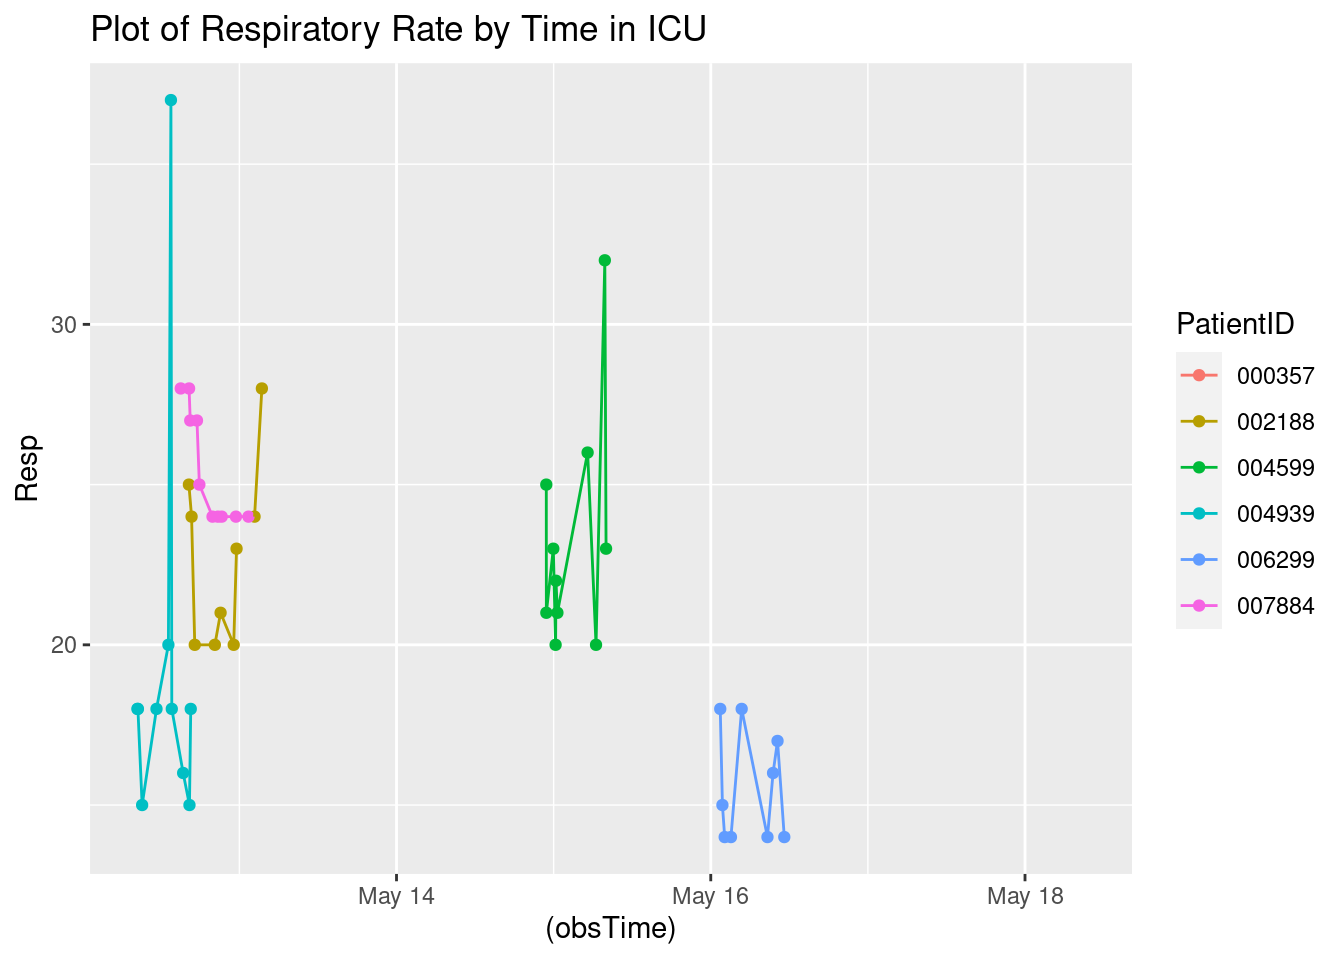 Plot of Respiratory Rate by Time in ICU
Resp
30
20
May 14
May 16
May 18
(obsTime)
PatientID
000357
002188
004599
004939
006299
007884